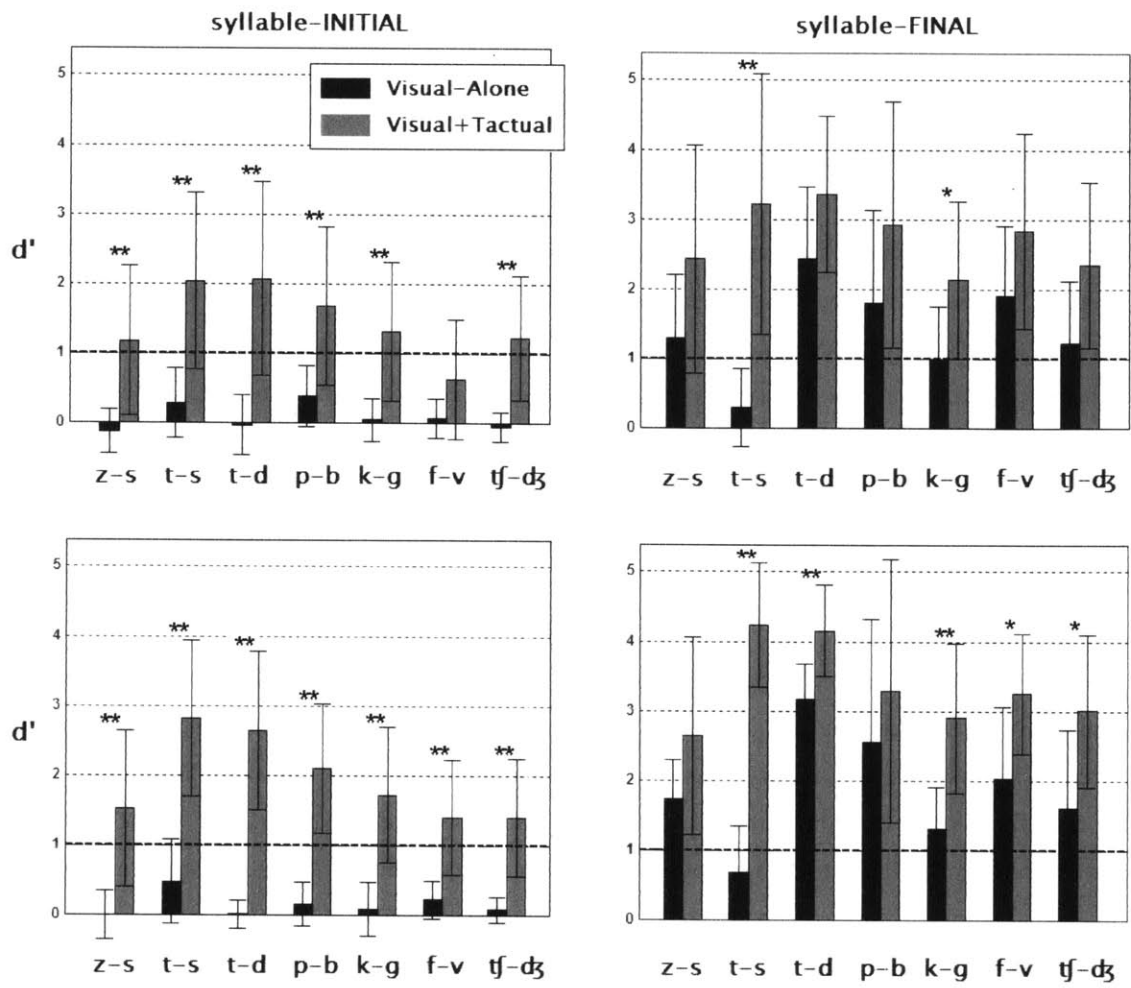 syllable-INITIAL
syllable-FINAL
Visual-Alone
Visual+Tactual
d'
5
4
3
2
1
0
** ** ** ** ** **
z-s t-s t-d p-b k-g f-v tʃ-dʒ
5
4
3
2
1
0
** *
z-s t-s t-d p-b k-g f-v tʃ-dʒ
d'
5
4
3
2
1
0
** ** ** ** ** ** **
z-s t-s t-d p-b k-g f-v tʃ-dʒ
5
4
3
2
1
0
** ** ** * *
z-s t-s t-d p-b k-g f-v tʃ-dʒ